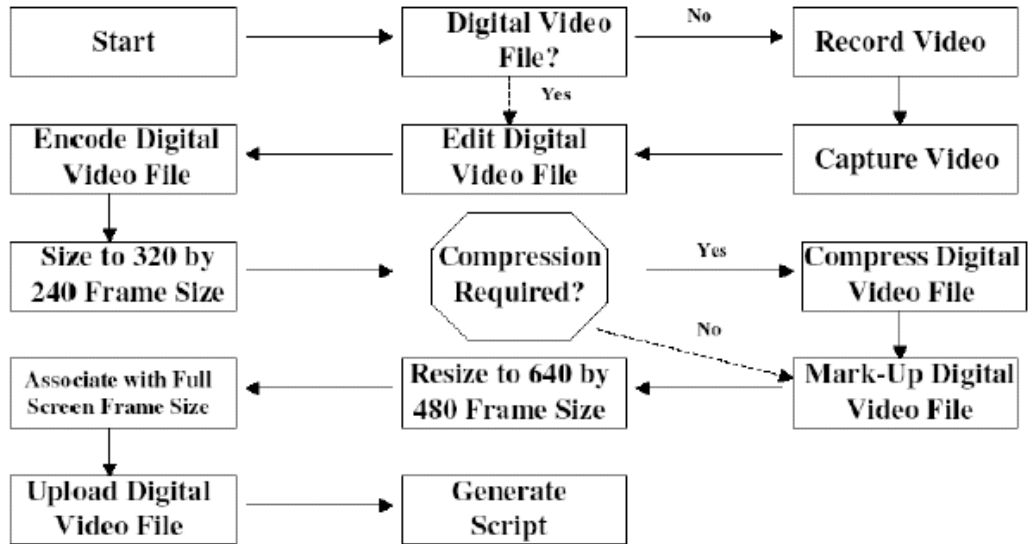 Start
Digital Video
File?
No
Record Video
Yes
Encode Digital
Video File
Edit Digital
Video File
Capture Video
Size to 320 by
240 Frame Size
Compression
Required?
Yes
Compress Digital
Video File
No
Associate with Full
Screen Frame Size
Resize to 640 by
480 Frame Size
Mark-Up Digital
Video File
Upload Digital
Video File
Generate
Script